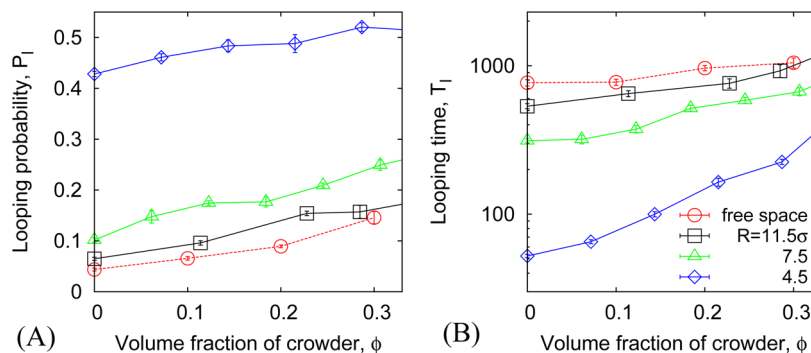 0.5
0.4
0.3
0.2
0.1
0
Looping probability, P_l
0 0.1 0.2 0.3
Volume fraction of crowder, ϕ
(A)
1000
100
Looping time, T_l
free space
R=11.5σ
7.5
4.5
0 0.1 0.2 0.3
Volume fraction of crowder, ϕ
(B)